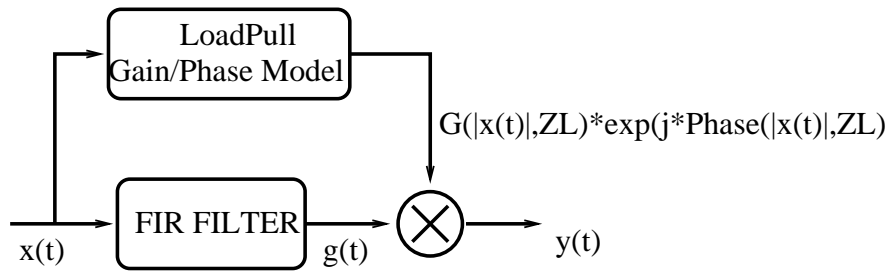 LoadPull
Gain/Phase Model
G(|x(t)|,ZL)*exp(j*Phase(|x(t)|,ZL)
FIR FILTER
x(t)
g(t)
y(t)